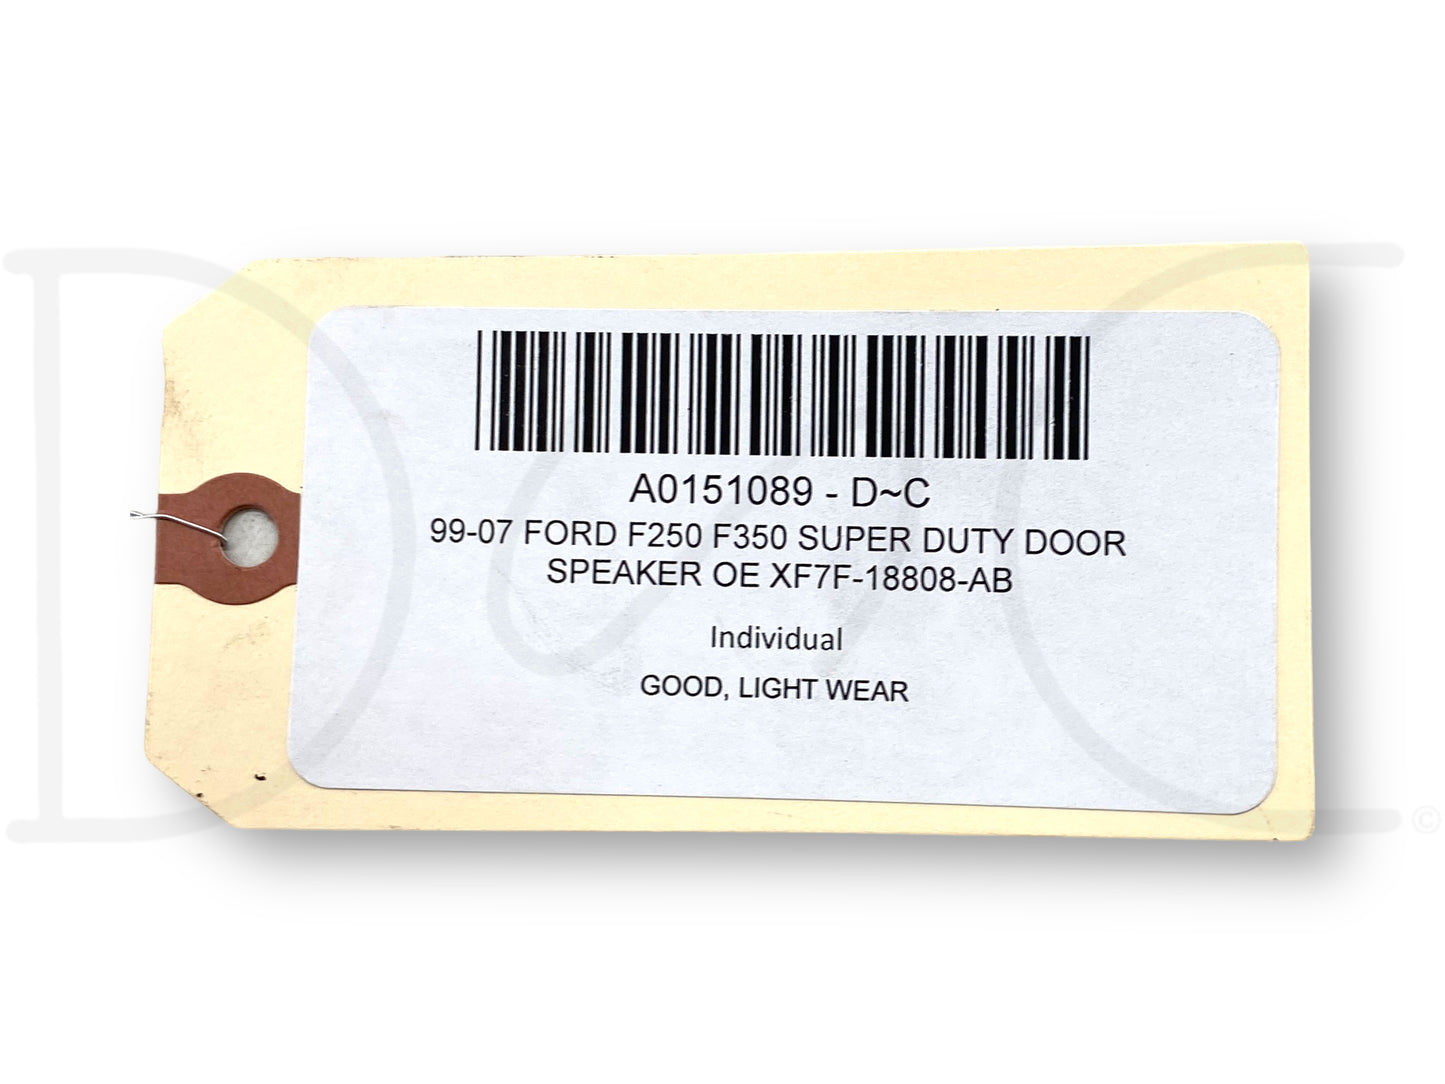 A0151089 - D~C
99-07 FORD F250 F350 SUPER DUTY DOOR
SPEAKER OE XF7F-18808-AB
Individual
GOOD, LIGHT WEAR
D~C ©